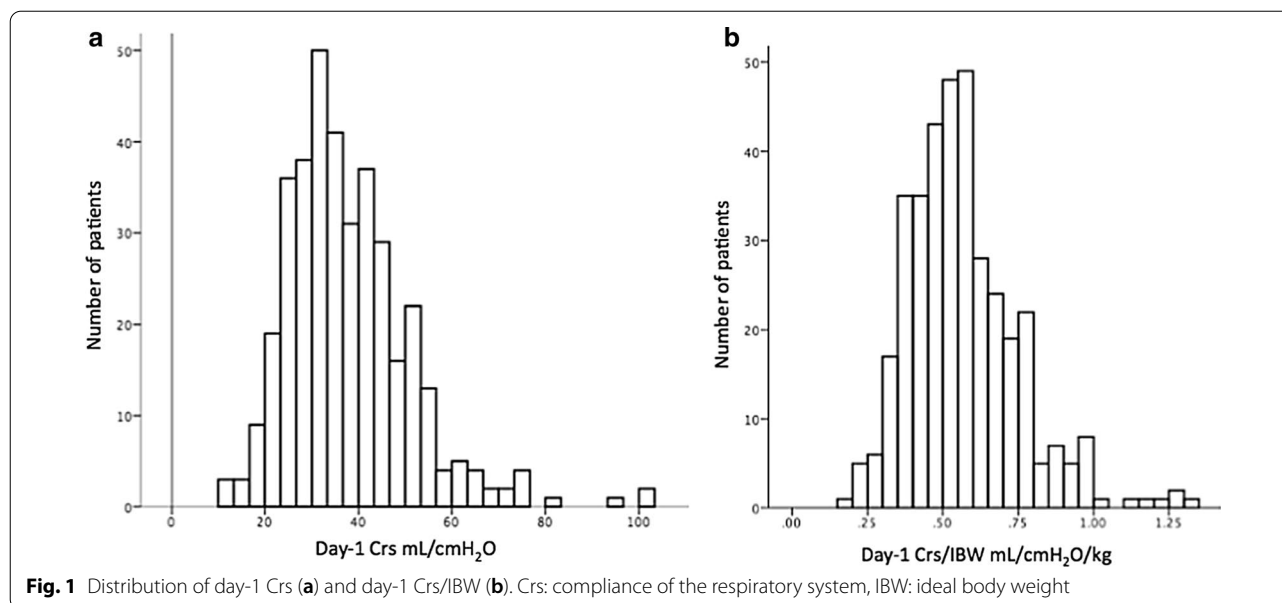 a
50
40
30
20
10
0
Number of patients
0 20 40 60 80 100
Day-1 Crs mL/cmH₂O
b
50
40
30
20
10
0
Number of patients
.00 .25 .50 .75 1.00 1.25
Day-1 Crs/IBW mL/cmH₂O/kg
Fig. 1 Distribution of day-1 Crs (a) and day-1 Crs/IBW (b). Crs: compliance of the respiratory system, IBW: ideal body weight